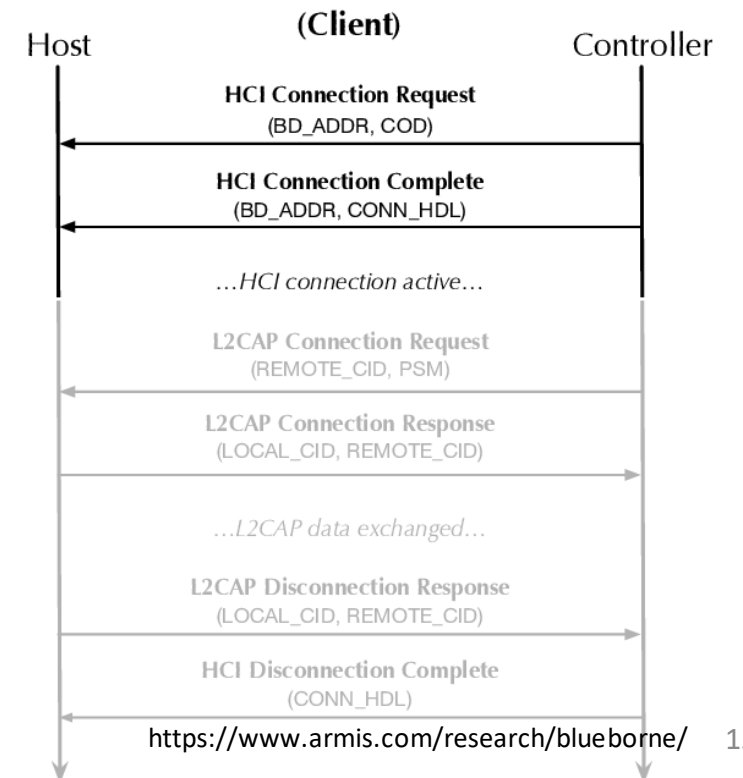 (Client)
Host
Controller
HCI Connection Request
(BD_ADDR, COD)
HCI Connection Complete
(BD_ADDR, CONN_HDL)
...HCI connection active...
L2CAP Connection Request
(REMOTE_CID, PSM)
L2CAP Connection Response
(LOCAL_CID, REMOTE_CID)
...L2CAP data exchanged...
L2CAP Disconnection Response
(LOCAL_CID, REMOTE_CID)
HCI Disconnection Complete
(CONN_HDL)
https://www.armis.com/research/blueborne/